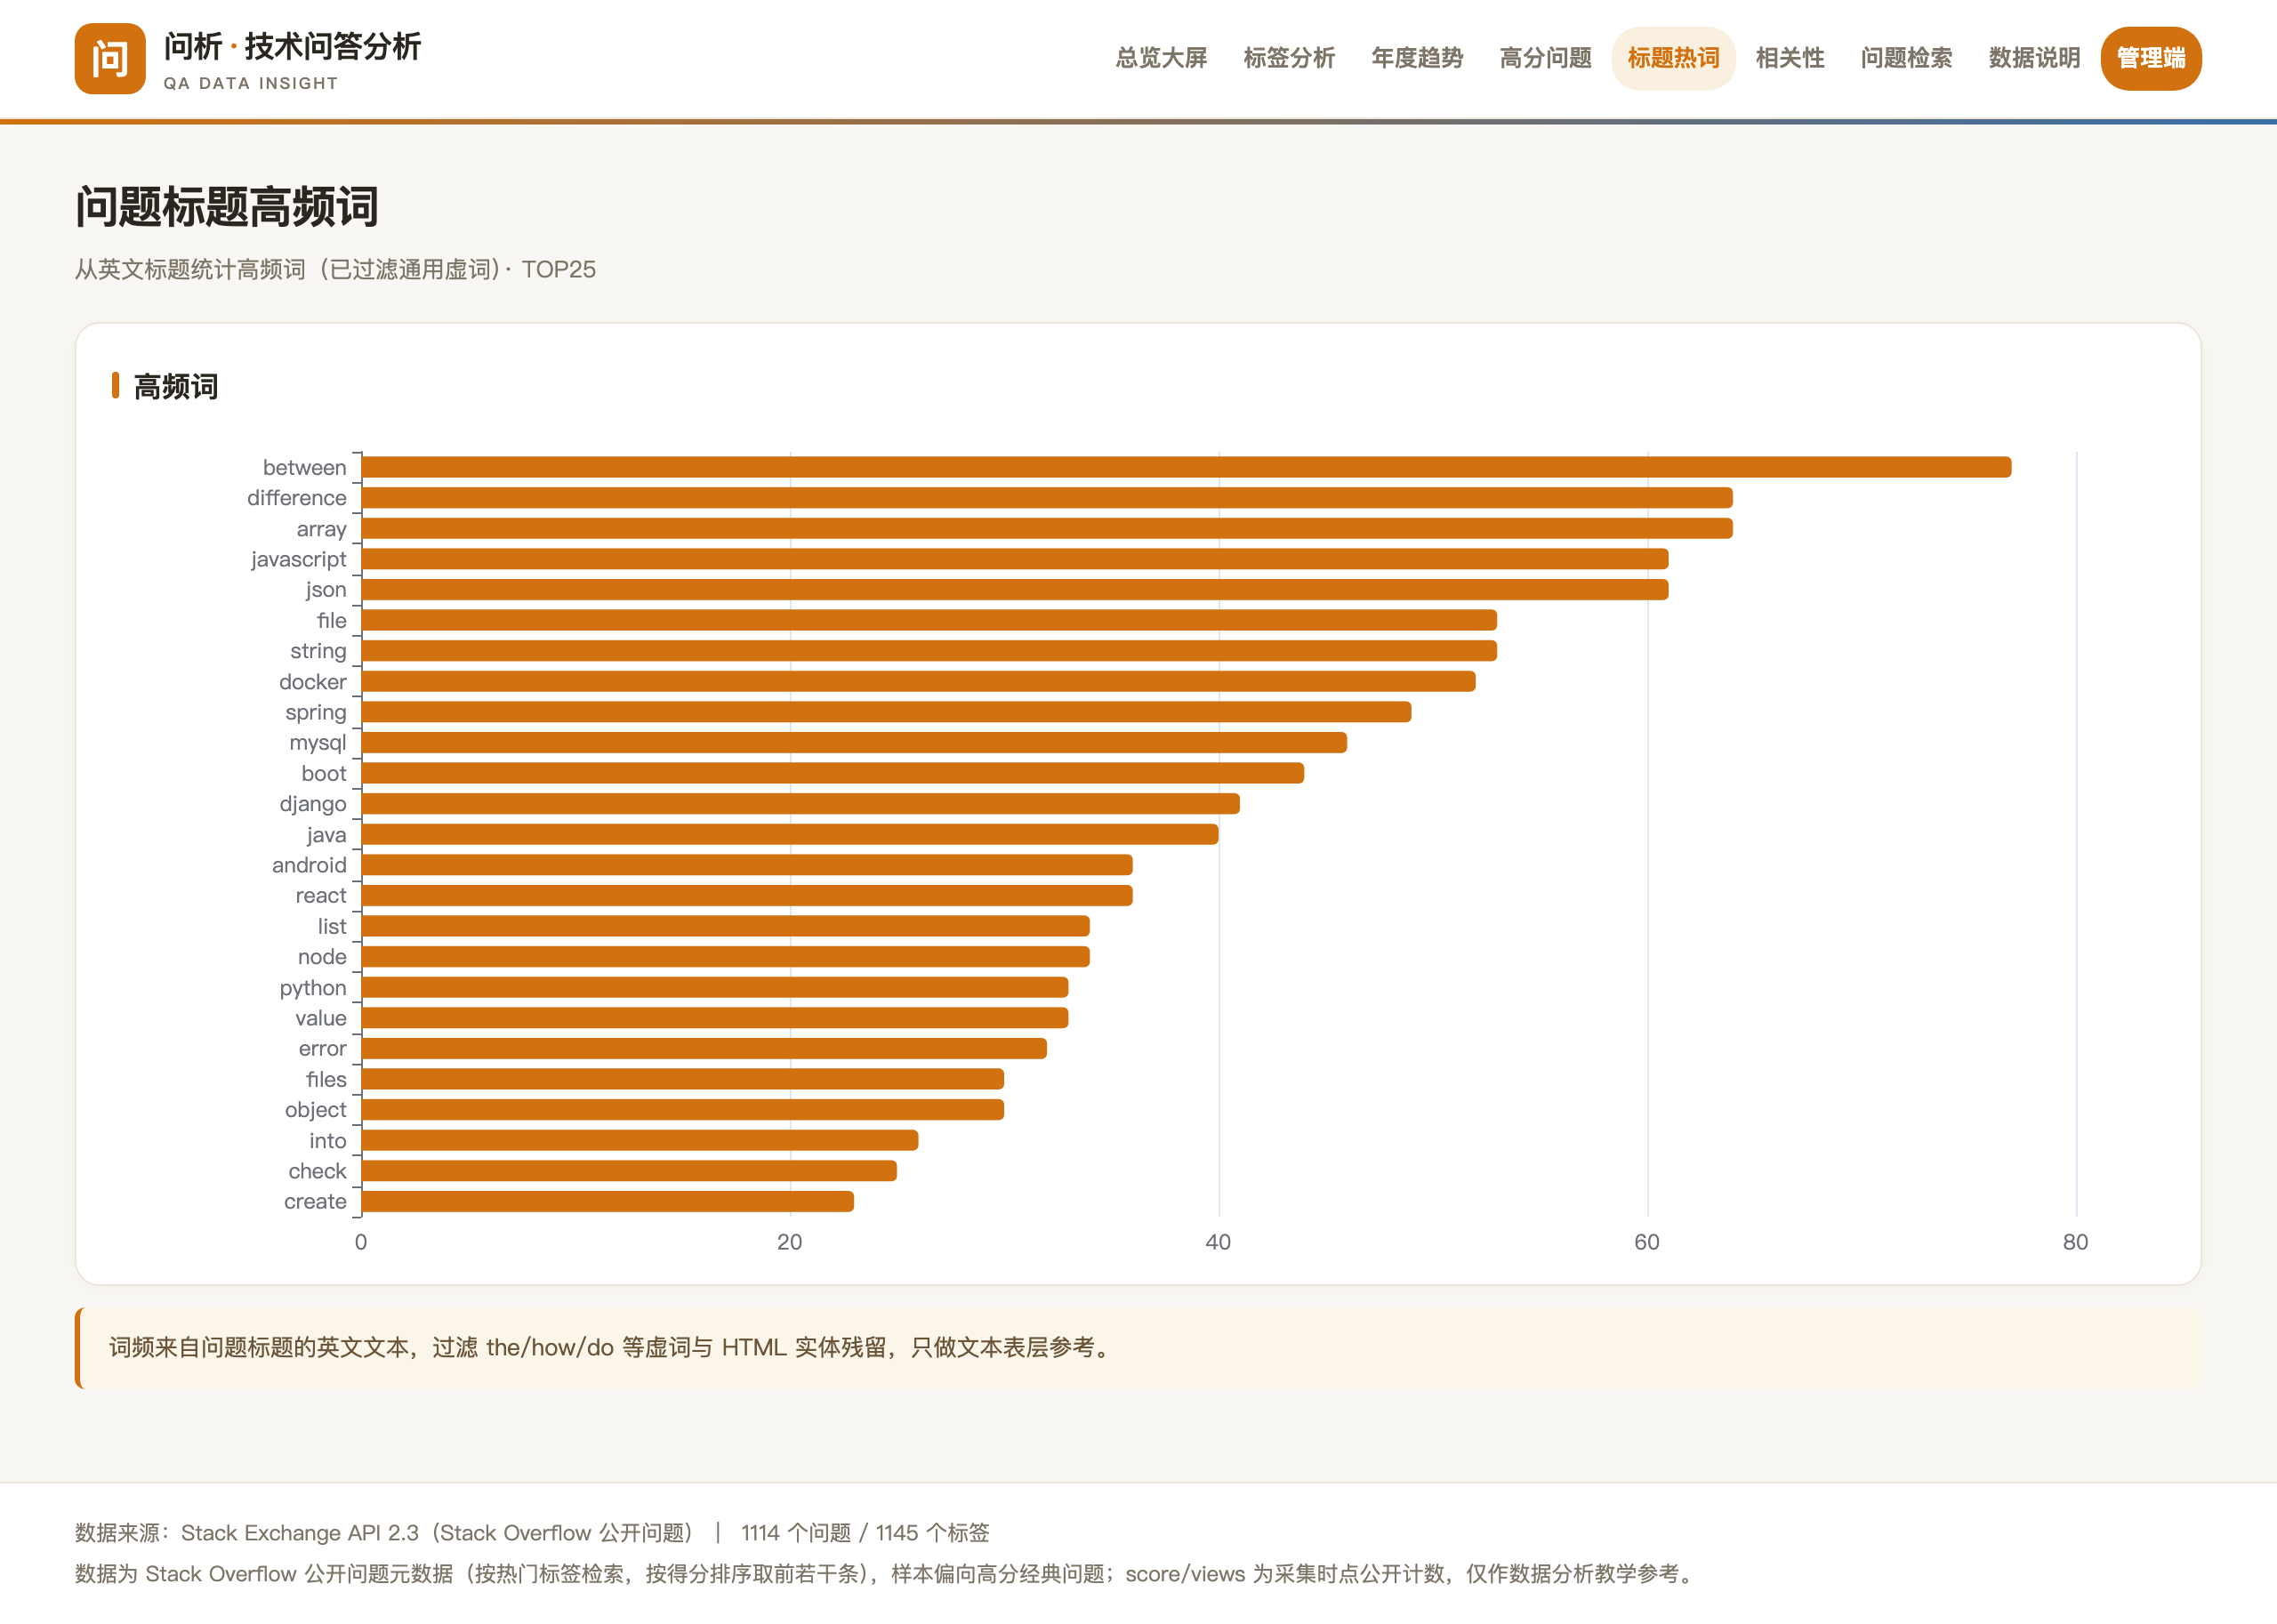 问
问析·技术问答分析
QA DATA INSIGHT
总览大屏 标签分析 年度趋势 高分问题 标题热词 相关性 问题检索 数据说明 管理端
问题标题高频词
从英文标题统计高频词（已过滤通用虚词）· TOP25
高频词
between
difference
array
javascript
json
file
string
docker
spring
mysql
boot
django
java
android
react
list
node
python
value
error
files
object
into
check
create
0 20 40 60 80
词频来自问题标题的英文文本，过滤 the/how/do 等虚词与 HTML 实体残留，只做文本表层参考。
数据来源：Stack Exchange API 2.3（Stack Overflow 公开问题） ｜ 1114 个问题 / 1145 个标签
数据为 Stack Overflow 公开问题元数据（按热门标签检索，按得分排序取前若干条），样本偏向高分经典问题；score/views 为采集时点公开计数，仅作数据分析教学参考。